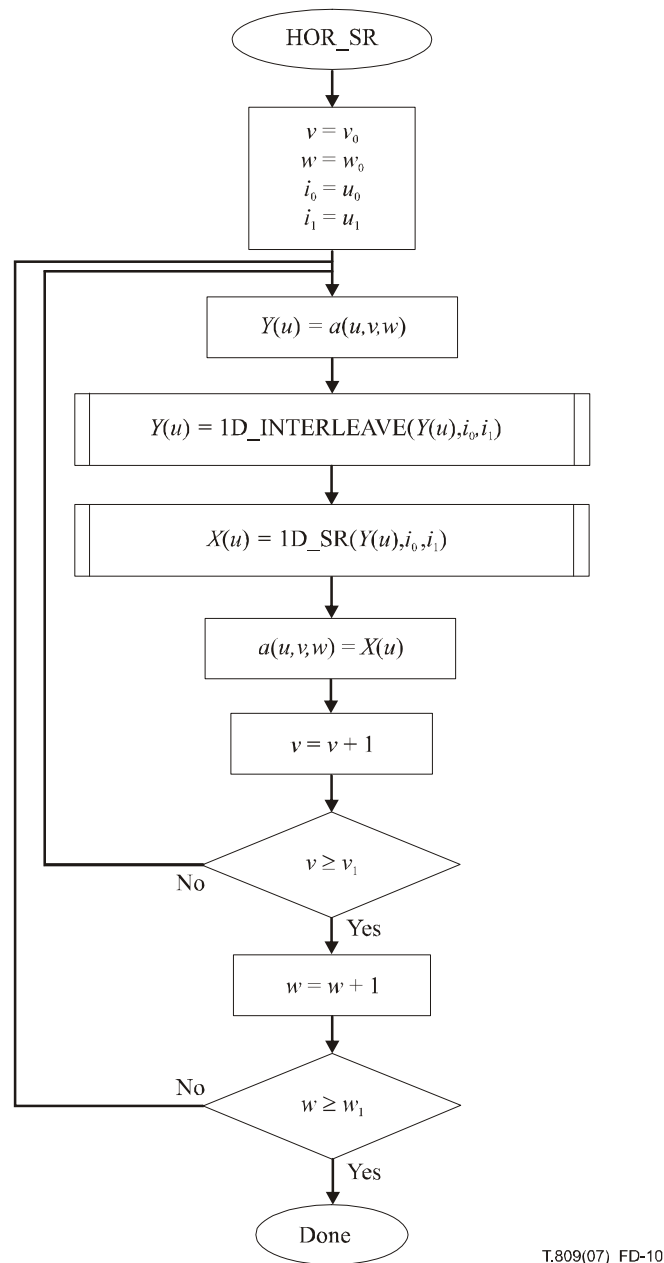 HOR_SR
v = v₀
w = w₀
i₀ = u₀
i₁ = u₁
Y(u) = a(u,v,w)
Y(u) = 1D_INTERLEAVE(Y(u),i₀,i₁)
X(u) = 1D_SR(Y(u),i₀,i₁)
a(u,v,w) = X(u)
v = v + 1
v ≥ v₁
No
Yes
w = w + 1
No
w ≥ w₁
Yes
Done
T.809(07)_FD-10